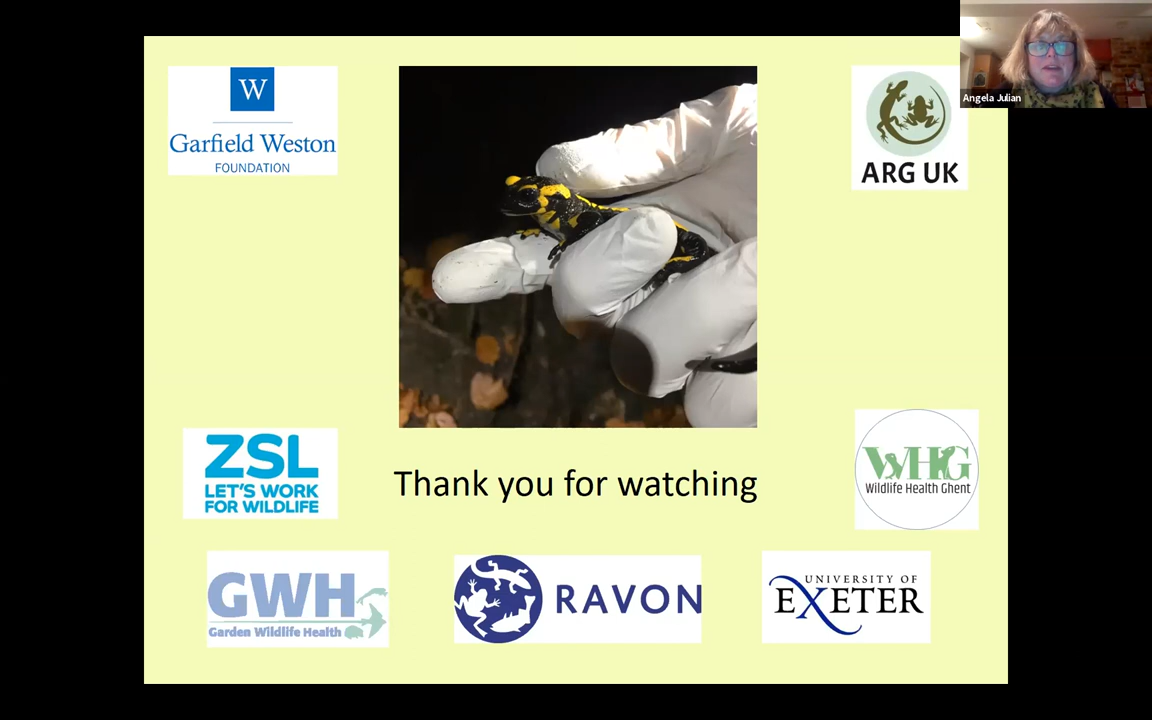 W
Garfield Weston
FOUNDATION
ARG UK
Angela Julian
ZSL
LET'S WORK
FOR WILDLIFE
Thank you for watching
WHG
Wildlife Health Ghent
GWH
Garden Wildlife Health
RAVON
UNIVERSITY OF
EXETER